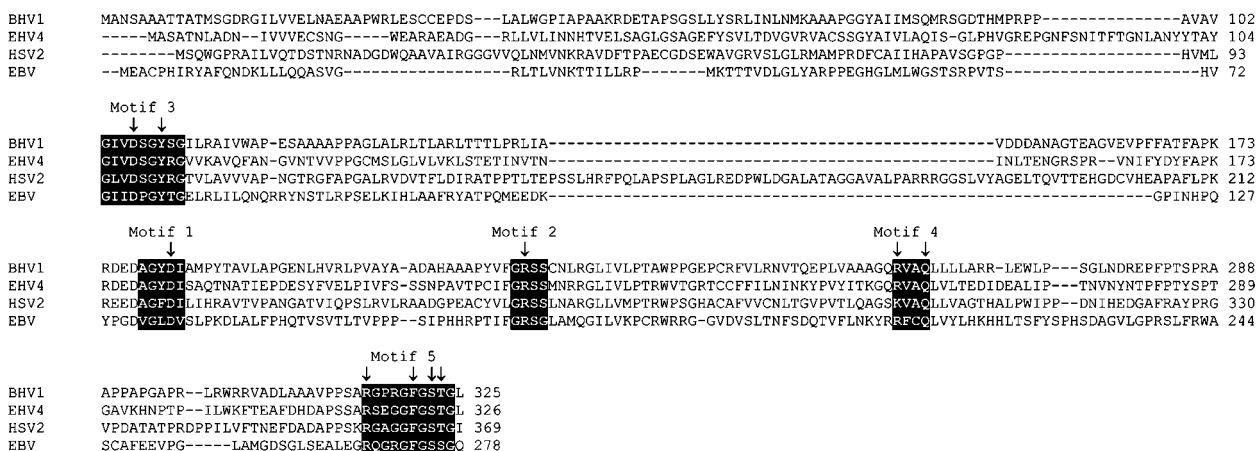 BHV1 MANSAAATTATMSGDRGILVVELNAEAAPWRLESCCEPDS---LALWGPIAPAAKRDETAPSGSLLYSRLINLNMKAAAPGGYAIIMSQMRSGDTHMPRPP-------------AVAV 102
EHV4 -----MASATNLADN--IVVVECSNG-----WEARAEADG---RLLVLINNHTVELSAGLGSAGEFYSVLTDVGVRVACSSGYAIVLAQIS-GLPHVGREPGNFSNITFTGNLANYYTAY 104
HSV2 --------MSQWGPRAILVQTDSTNRNADGDWQAAVAIRGGGVVQLNMVNKRAVDFTPAECGDSEWAVGRVSLGLRMAMPRDFCAIIHAPAVSGPGP----------------HVML 93
EBV ---MEACPHIRYAFQNDKLLLQQASVG----------------RLTLVNKTTILLRP------MKTTTVDLGLYARPPEGHGLMLWGSTSRPVTS-------------------HV 72
Motif 3
↓ ↓
BHV1 GIVDSGYSGILRAIVWAP-ESAAAAPPAGLALRLTLARLTTTLPRLIA----------------------------------------------VDDDANAGTEAGVEVPFFATFAPK 173
EHV4 GIVDSGYRGVVKAVQFAN-GVNTVVPPGCMSLGLVLVKLSTETINVTN----------------------------------------------INLTENGRSPR-VNIFYDYFAPK 173
HSV2 GLVDSGYRGTVLAVVVAP-NGTRGFAPGALRVDVTFLDIRATPPTLTEPSSLHRFPQLAPSPLAGLREDPWLDGALATAGGAVALPARRRGGSLVYAGELTQVTTEHGDCVHEAPAFLPK 212
EBV GIIDPGYTGELRLILQNQRRYNSTLRPSELKIHLAAFRYATPQMEEDK--------------------------------------------------------------GPINHPQ 127
Motif 1 Motif 2 Motif 4
↓ ↓ ↓ ↓
BHV1 RDEDAGYDIAMPYTAVLAPGENLHVRLPVAYA-ADAHAAAPYVFGRSSCNLRGLIVLPTAWPPGEPCRFVLRNVTQEPLVAAAGQRVAQLLLLARR-LEWLP--SGLNDREPFPTSPRA 288
EHV4 RDEDAGYDISAQTNATIEPDESYFVELPIVFS-SSNPAVTPCIFGRSSMNRRGLIVLPTRWVTGRTCCFFILNINKYPVYITKGQRVAQLVLTEDIDEALIP--TNVNYNTPFPTYSPT 289
HSV2 REEDAGFDILIHRAVTVPANGATVIQPSLRVLRAADGPEACYVLGRSSLNARGLLVMPTRWPSGHACAFVVCNLTGVPVTLQAGSKVAQLLVAGTHALPWIPP--DNIHEDGAFRAYPRG 330
EBV YPGDVGLDVSLPKDLALFPHQTVSVTLTVPPP--SIPHHRPTIFGRSGLAMQGILVKPCRWRRG-GVDVSLTNFSDQTVFLNKYRRFCQLVYLHKHHLTSFYSPHSDAGVLGPRSLFRWA 244
Motif 5
↓ ↓ ↓ ↓
BHV1 APPAPGAPR--LRWRRVADLAAAVPPSARGPRGFGSTGL 325
EHV4 GAVKHNPTP--ILWKFTEAFDHDAPSSARSEGGFGSTGL 326
HSV2 VPDATATPRDPPILVFTNEFDADAPPSKRGAGGFGSTGI 369
EBV SCAFEEVPG-----LAMGDSGLSEALEGRQGRGFGSSGQ 278